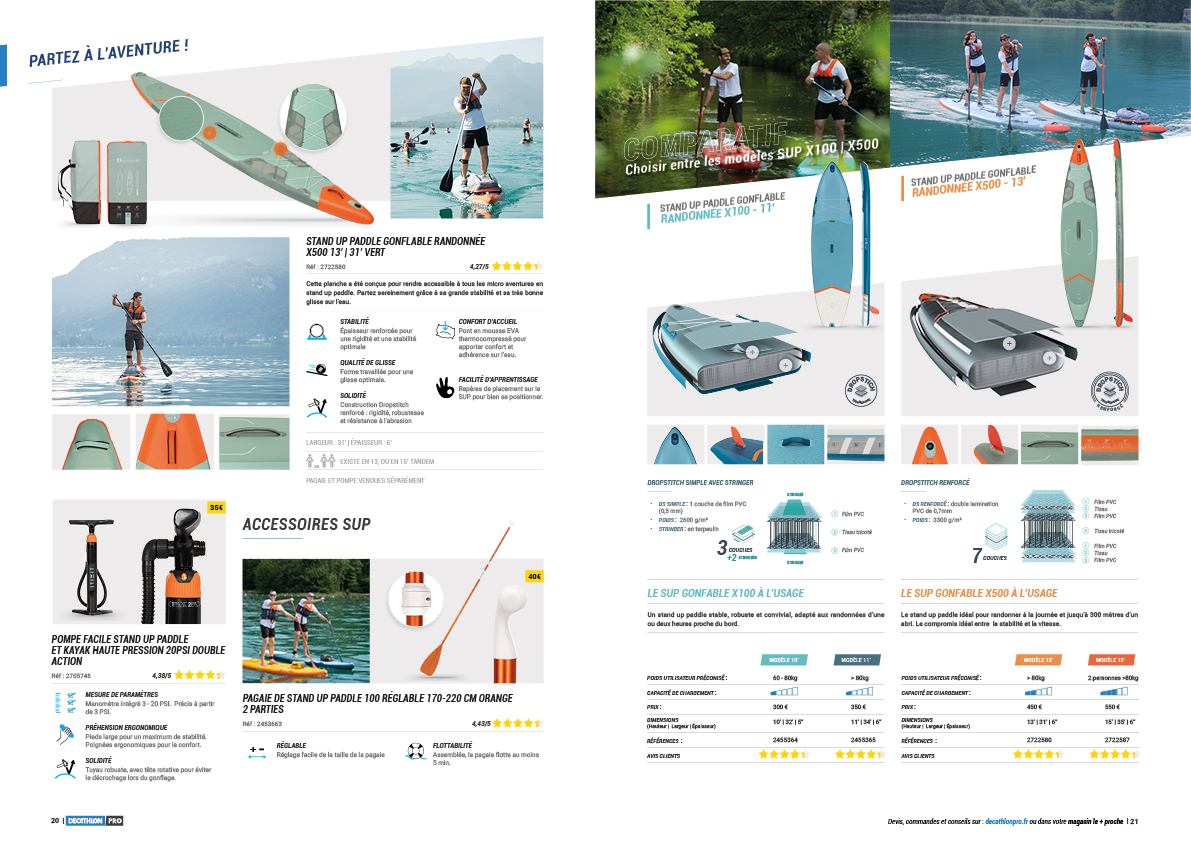 PARTEZ À L'AVENTURE !
STAND UP PADDLE GONFLABLE RANDONNÉE
X500 13' | 31' VERT
Réf : 2722580
4,27/5
Cette planche a été conçue pour rendre accessible à tous les micro aventures en
stand up paddle. Partez sereinement grâce à sa grande stabilité et sa très bonne
glisse sur l'eau.
STABILITÉ
Épaisseur renforcée pour
une rigidité et une stabilité
optimale
QUALITÉ DE GLISSE
Forme travaillée pour une
glisse optimale.
SOLIDITÉ
Construction Dropstitch
renforcé : rigidité, robustesse
et résistance à l'abrasion
CONFORT D'ACCUEIL
Pont en mousse EVA
thermocompressé pour
apporter confort et
adhérence sur l'eau.
FACILITÉ D'APPRENTISSAGE
Repères de placement sur le
SUP pour bien se positionner.
LARGEUR : 31' | ÉPAISSEUR : 6'
EXISTE EN 13, OU EN 15' TANDEM
PAGAIE ET POMPE VENDUES SÉPARÉMENT
35€
POMPE FACILE STAND UP PADDLE
ET KAYAK HAUTE PRESSION 20PSI DOUBLE
ACTION
Réf : 2705745
4,38/5
MESURE DE PARAMÈTRES
Manomètre intégré 3 - 20 PSI. Précis à partir
de 3 PSI.
PRÉHENSION ERGONOMIQUE
Pieds large pour un maximum de stabilité.
Poignées ergonomiques pour le confort.
SOLIDITÉ
Tuyau robuste, avec tête rotative pour éviter
le décrochage lors du gonflage.
ACCESSOIRES SUP
40€
PAGAIE DE STAND UP PADDLE 100 RÉGLABLE 170-220 CM ORANGE
2 PARTIES
Réf : 2453663
4,43/5
RÉGLABLE
Réglage facile de la taille de la pagaie
FLOTTABILITÉ
Assemblée, la pagaie flotte au moins
5 min.
20 | DECATHLON PRO
COMPARATIF
Choisir entre les modèles SUP X100 | X500
STAND UP PADDLE GONFLABLE
RANDONNEE X100 - 11'
STAND UP PADDLE GONFLABLE
RANDONNEE X500 - 13'
DROPSTICH
DROPSTICH
RENFORCÉ
DROPSTITCH SIMPLE AVEC STRINGER
• DS SIMPLE : 1 couche de film PVC
(0,5 mm)
• POIDS : 2600 g/m²
• STRINGER : en tarpaulin
3 COUCHES
+2 STRINGERS
STRINGER
Film PVC
Tissu tricoté
Film PVC
STRINGER
DROPSTITCH RENFORCÉ
• DS RENFORCÉ : double lamination
PVC de 0,7mm
• POIDS : 3300 g/m²
7 COUCHES
Film PVC
Tissu
Film PVC
Tissu tricoté
Film PVC
Tissu
Film PVC
LE SUP GONFABLE X100 À L'USAGE
Un stand up paddle stable, robuste et convivial, adapté aux randonnées d'une
ou deux heures proche du bord.
LE SUP GONFABLE X500 À L'USAGE
Le stand up paddle idéal pour randonner à la journée et jusqu'à 300 mètres d'un
abri. Le compromis idéal entre la stabilité et la vitesse.
MODÈLE 10' MODÈLE 11'
POIDS UTILISATEUR PRÉCONISÉ : 60 - 80kg > 80kg
CAPACITÉ DE CHARGEMENT :
PRIX : 300 € 350 €
DIMENSIONS 10' | 32' | 5" 11' | 34' | 6"
(Hauteur | Largeur | Épaisseur)
RÉFÉRENCES : 2455364 2455365
AVIS CLIENTS
MODÈLE 13' MODÈLE 15'
POIDS UTILISATEUR PRÉCONISÉ : > 80kg 2 personnes >80kg
CAPACITÉ DE CHARGEMENT :
PRIX : 450 € 550 €
DIMENSIONS 13' | 31' | 6" 15' | 35' | 6"
(Hauteur | Largeur | Épaisseur)
RÉFÉRENCES : 2722580 2722587
AVIS CLIENTS
Devis, commandes et conseils sur : decathlonpro.fr ou dans votre magasin le + proche | 21